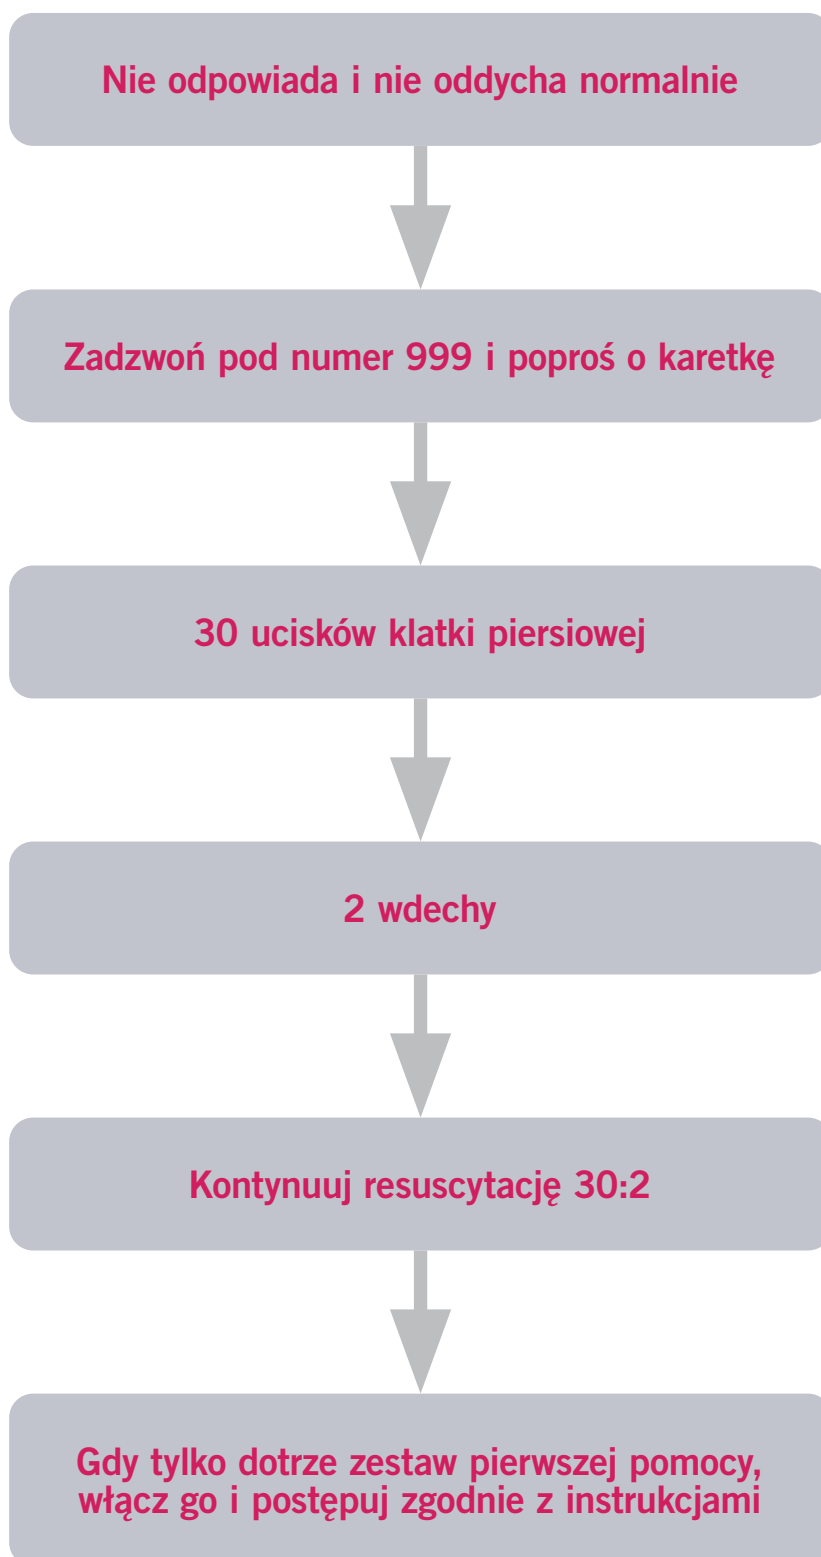 Nie odpowiada i nie oddycha normalnie
Zadzwoń pod numer 999 i poproś o karetkę
30 ucisków klatki piersiowej
2 wdechy
Kontynuuj resuscytację 30:2
Gdy tylko dotrze zestaw pierwszej pomocy,
włącz go i postępuj zgodnie z instrukcjami